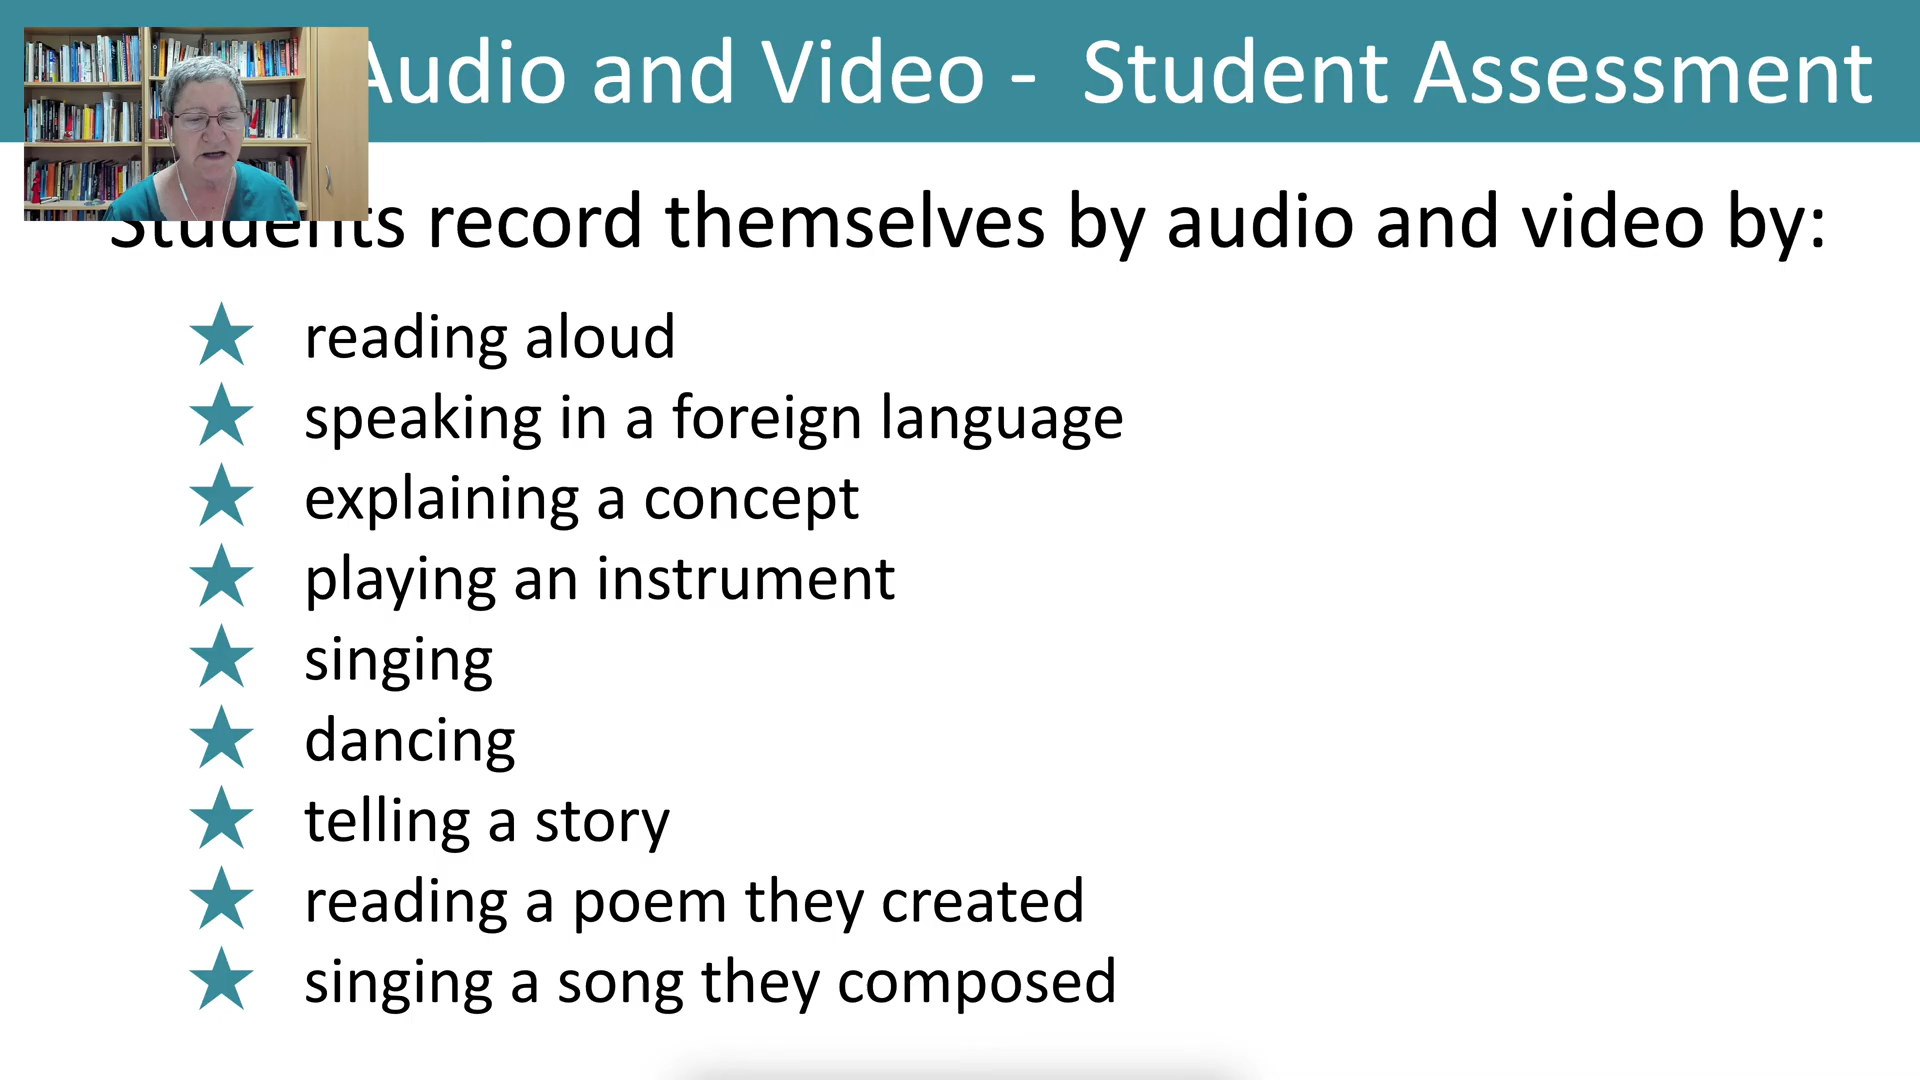 Audio and Video - Student Assessment
Students record themselves by audio and video by:
reading aloud
speaking in a foreign language
explaining a concept
playing an instrument
singing
dancing
telling a story
reading a poem they created
singing a song they composed